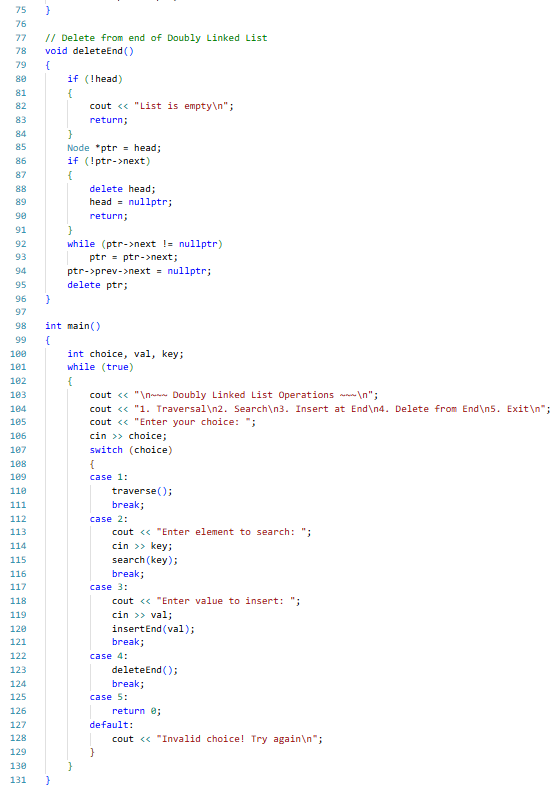 75 }
76
77 // Delete from end of Doubly Linked List
78 void deleteEnd()
79 {
80     if (!head)
81     {
82         cout << "List is empty\n";
83         return;
84     }
85     Node *ptr = head;
86     if (!ptr->next)
87     {
88         delete head;
89         head = nullptr;
90         return;
91     }
92     while (ptr->next != nullptr)
93         ptr = ptr->next;
94     ptr->prev->next = nullptr;
95     delete ptr;
96 }
97
98 int main()
99 {
100     int choice, val, key;
101     while (true)
102     {
103         cout << "\n~~~ Doubly Linked List Operations ~~~\n";
104         cout << "1. Traversal\n2. Search\n3. Insert at End\n4. Delete from End\n5. Exit\n";
105         cout << "Enter your choice: ";
106         cin >> choice;
107         switch (choice)
108         {
109         case 1:
110             traverse();
111             break;
112         case 2:
113             cout << "Enter element to search: ";
114             cin >> key;
115             search(key);
116             break;
117         case 3:
118             cout << "Enter value to insert: ";
119             cin >> val;
120             insertEnd(val);
121             break;
122         case 4:
123             deleteEnd();
124             break;
125         case 5:
126             return 0;
127         default:
128             cout << "Invalid choice! Try again\n";
129         }
130     }
131 }